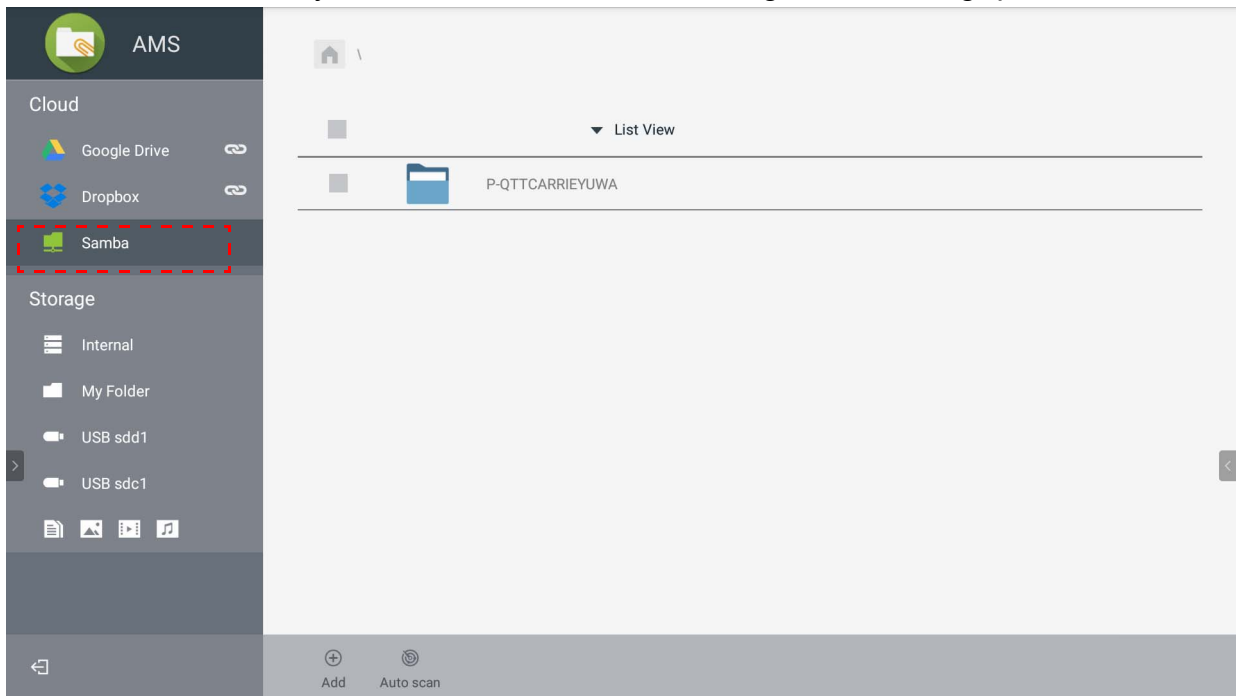 AMS
\
Cloud
List View
Google Drive
P-QTTCARRIEYUWA
Dropbox
Samba
Storage
Internal
My Folder
USB sdd1
USB sdc1
Add
Auto scan